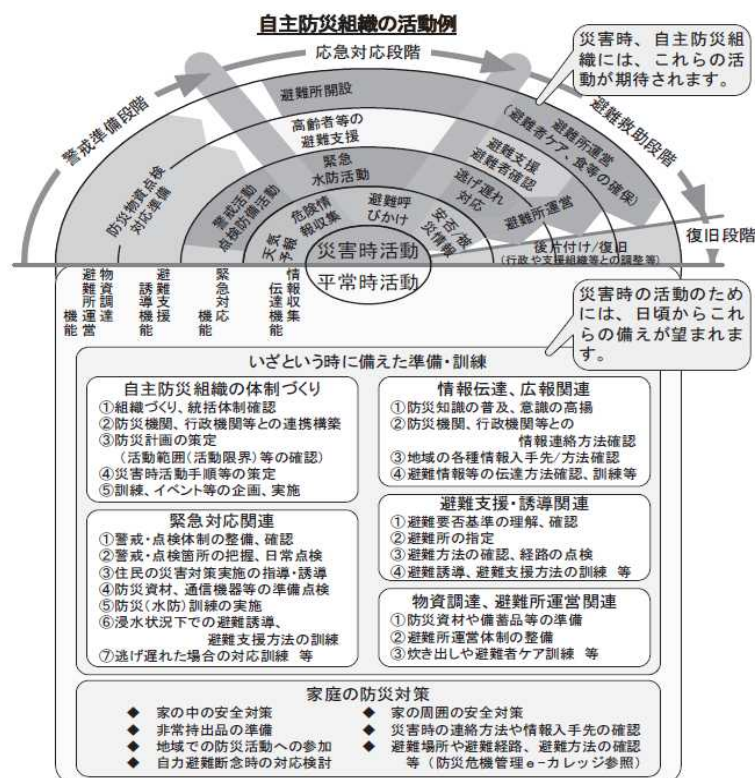 自主防災組織の活動例
応急対応段階
災害時、自主防災組
織には、これらの活
動が期待されます。
警戒準備段階
避難救助段階
復旧段階
避難所開設
高齢者等の
避難支援
緊急
水防活動
防災物資点検
対応準備
警戒活動
点検防備活動
天気
予報
危険情
報収集
避難呼
びかけ
安否/被
災情報
逃げ遅れ
対応
避難支援
避難者確認
避難所運営
(避難者ケア、食等の確保)
避難所運営
後片付け/復旧
(行政や支援組織等との調整等)
災害時活動
平常時活動
物資調達
避難所運営
機能
避難支援
誘導機能
緊急対応
機能
情報収集
伝達機能
災害時の活動のため
には、日頃からこれ
らの備えが望まれま
す。
いざという時に備えた準備・訓練
自主防災組織の体制づくり
①組織づくり、統括体制確認
②防災機関、行政機関等との連携構築
③防災計画の策定
(活動範囲(活動限界)等の確認)
④災害時活動手順等の策定
⑤訓練、イベント等の企画、実施
緊急対応関連
①警戒・点検体制の整備、確認
②警戒・点検箇所の把握、日常点検
③住民の災害対策実施の指導・誘導
④防災資材、通信機器等の準備点検
⑤防災(水防)訓練の実施
⑥浸水状況下での避難誘導、
避難支援方法の訓練
⑦逃げ遅れた場合の対応訓練 等
情報伝達、広報関連
①防災知識の普及、意識の高揚
②防災機関、行政機関等との
情報連絡方法確認
③地域の各種情報入手先/方法確認
④避難情報等の伝達方法確認、訓練等
避難支援・誘導関連
①避難要否基準の理解、確認
②避難所の指定
③避難方法の確認、経路の点検
④避難誘導、避難支援方法の訓練 等
物資調達、避難所運営関連
①防災資材や備蓄品等の準備
②避難所運営体制の整備
③炊き出しや避難者ケア訓練 等
家庭の防災対策
◆ 家の中の安全対策
◆ 非常持出品の準備
◆ 地域での防災活動への参加
◆ 自力避難断念時の対応検討
◆ 家の周囲の安全対策
◆ 災害時の連絡方法や情報入手先の確認
◆ 避難場所や避難経路、避難方法の確認
等(防災危機管理e-カレッジ参照)